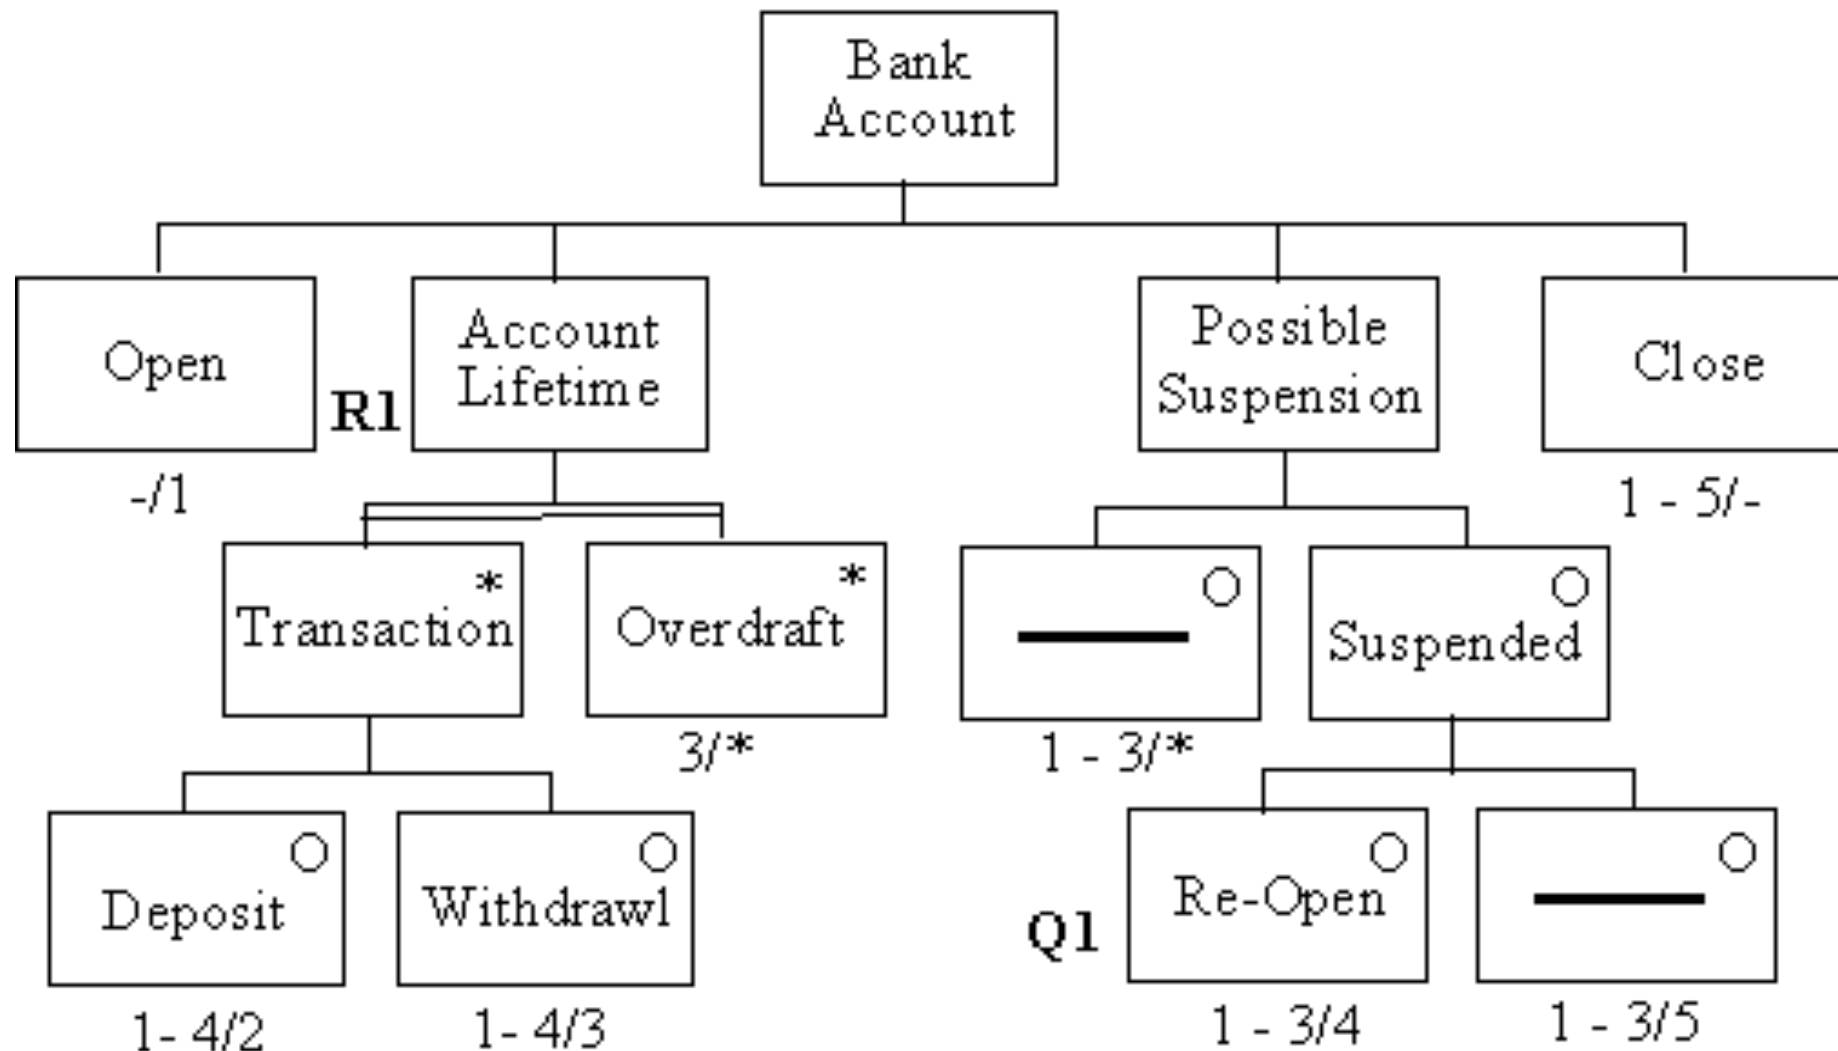 Bank
Account
Open
R1
Account
Lifetime
Possible
Suspension
Close
-/1
1 - 5/-
*
Transaction
*
Overdraft
Suspended
3/*
1 - 3/*
Deposit
Withdrawl
Q1
Re-Open
1- 4/2
1- 4/3
1 - 3/4
1 - 3/5